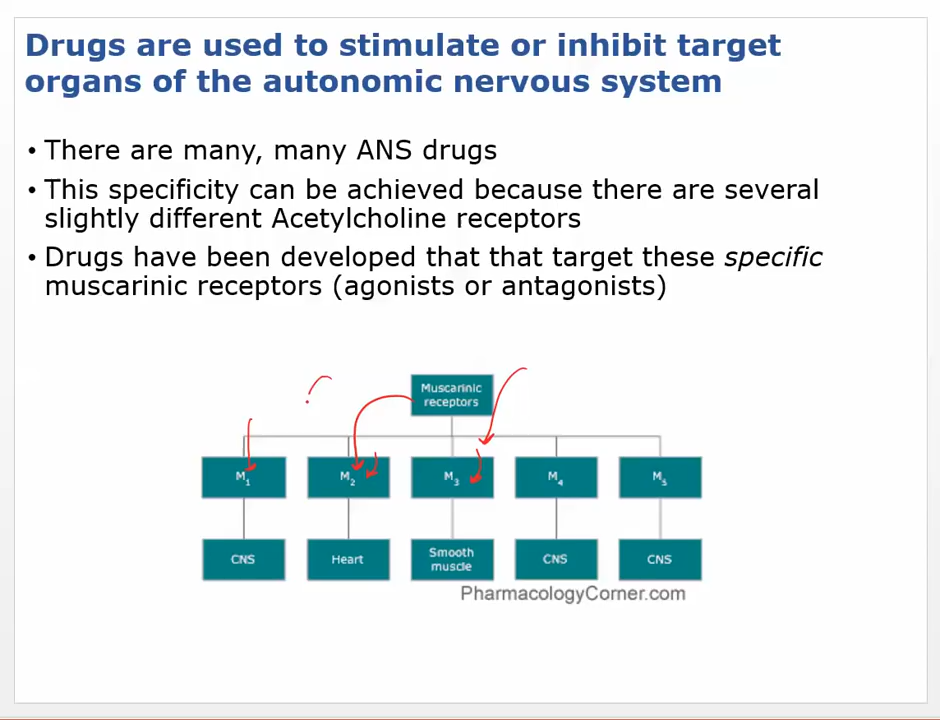 Drugs are used to stimulate or inhibit target
organs of the autonomic nervous system
• There are many, many ANS drugs
• This specificity can be achieved because there are several
slightly different Acetylcholine receptors
• Drugs have been developed that that target these specific
muscarinic receptors (agonists or antagonists)
Muscarinic
receptors
M1 M2 M3 M4 M5
CNS Heart Smooth muscle CNS CNS
PharmacologyCorner.com